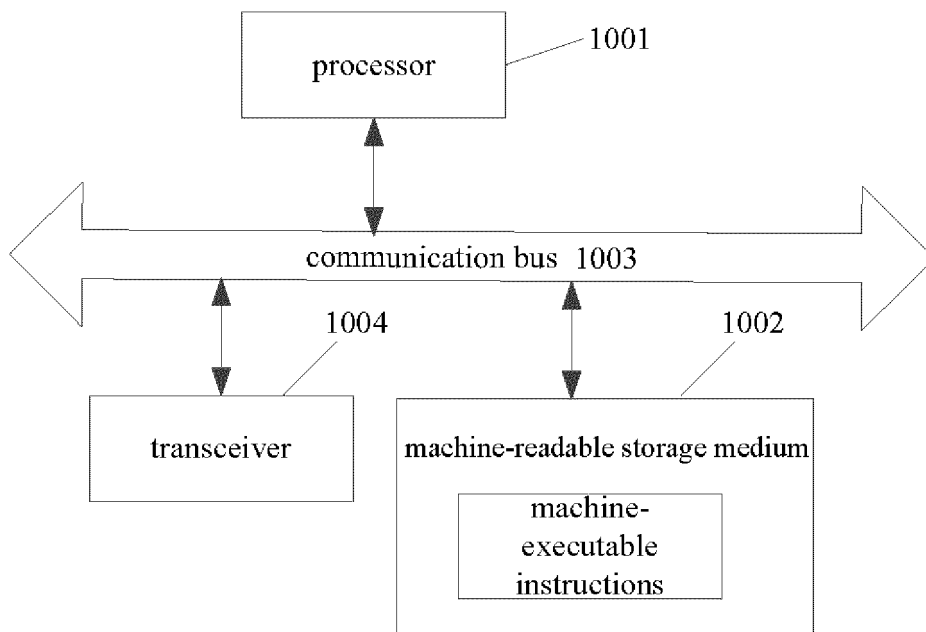 1001
processor
communication bus 1003
1004
1002
transceiver
machine-readable storage medium
machine-
executable
instructions